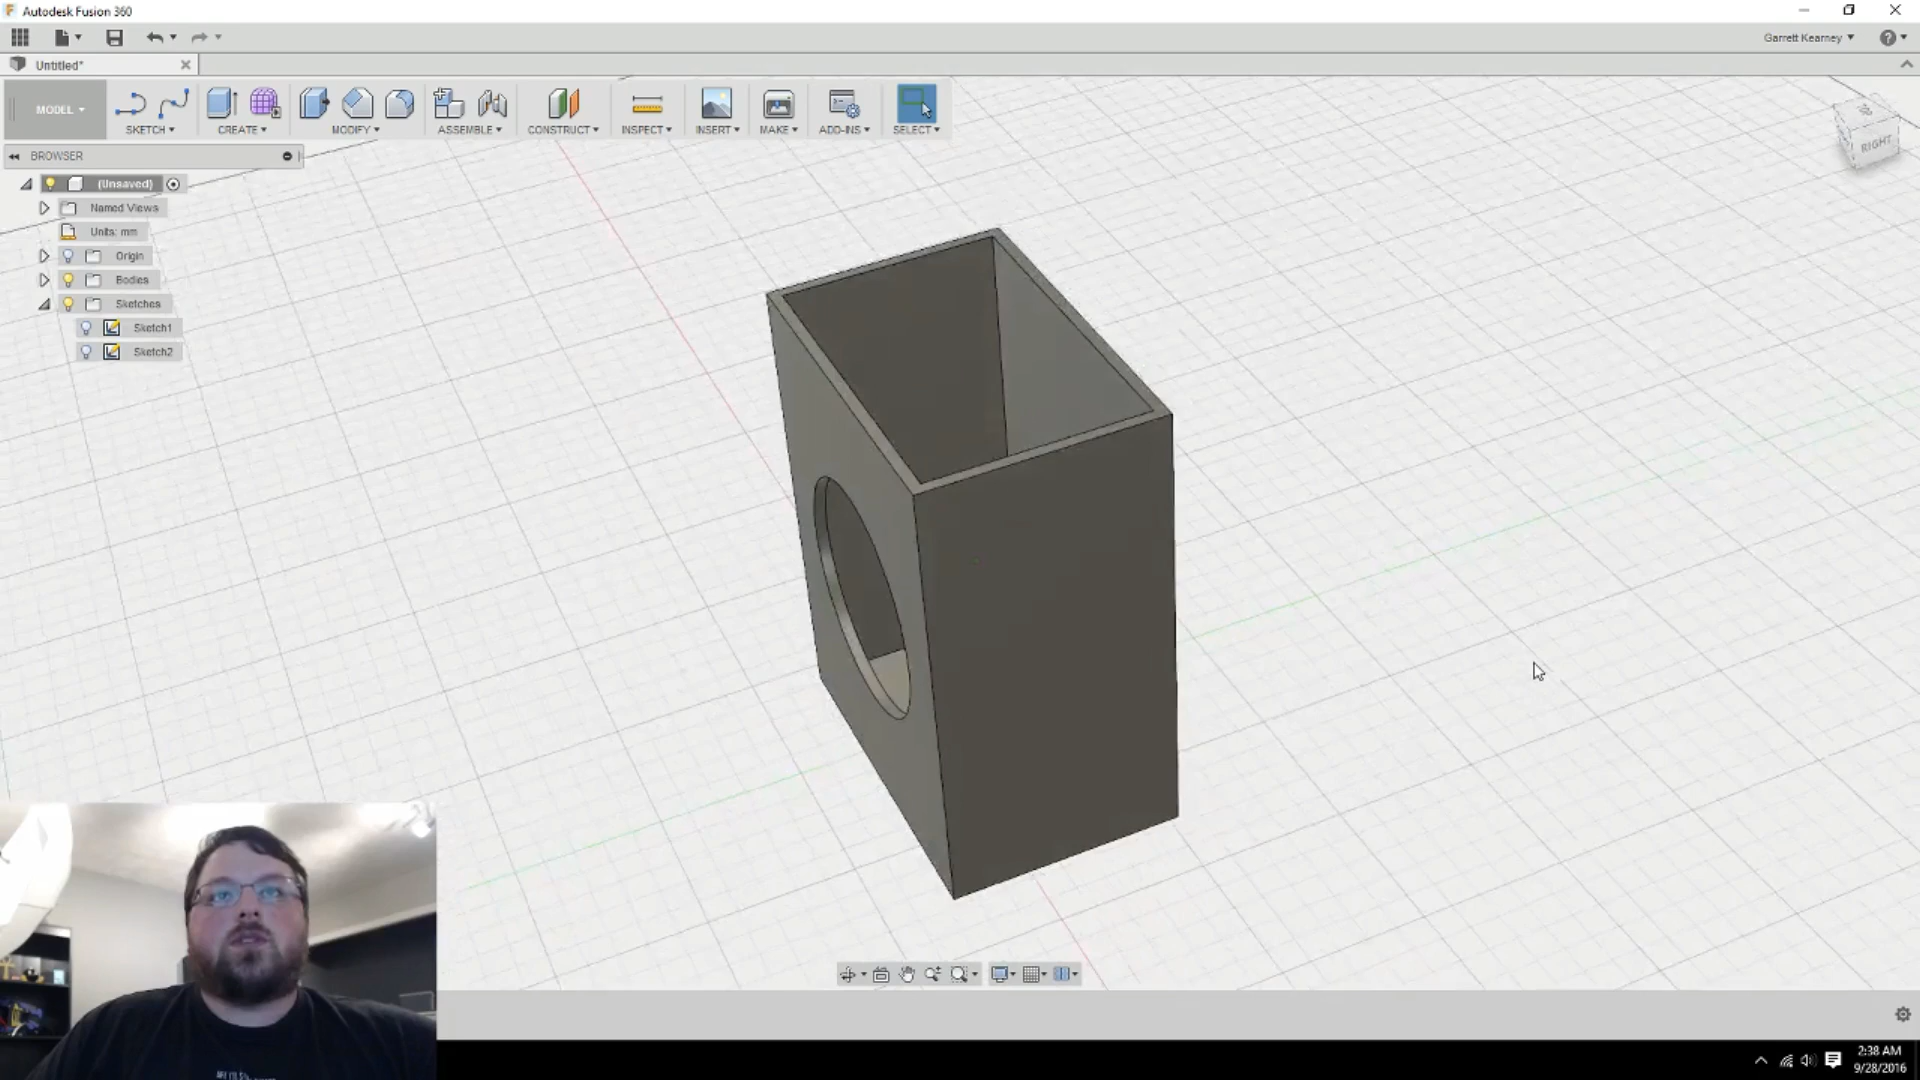 Autodesk Fusion 360
Garrett Kearney
Untitled*
MODEL
SKETCH
CREATE
MODIFY
ASSEMBLE
CONSTRUCT
INSPECT
INSERT
MAKE
ADD-INS
SELECT
BROWSER
RIGHT
(Unsaved)
Named Views
Units: mm
Origin
Bodies
Sketches
Sketch1
Sketch2
2:38 AM
9/28/2016